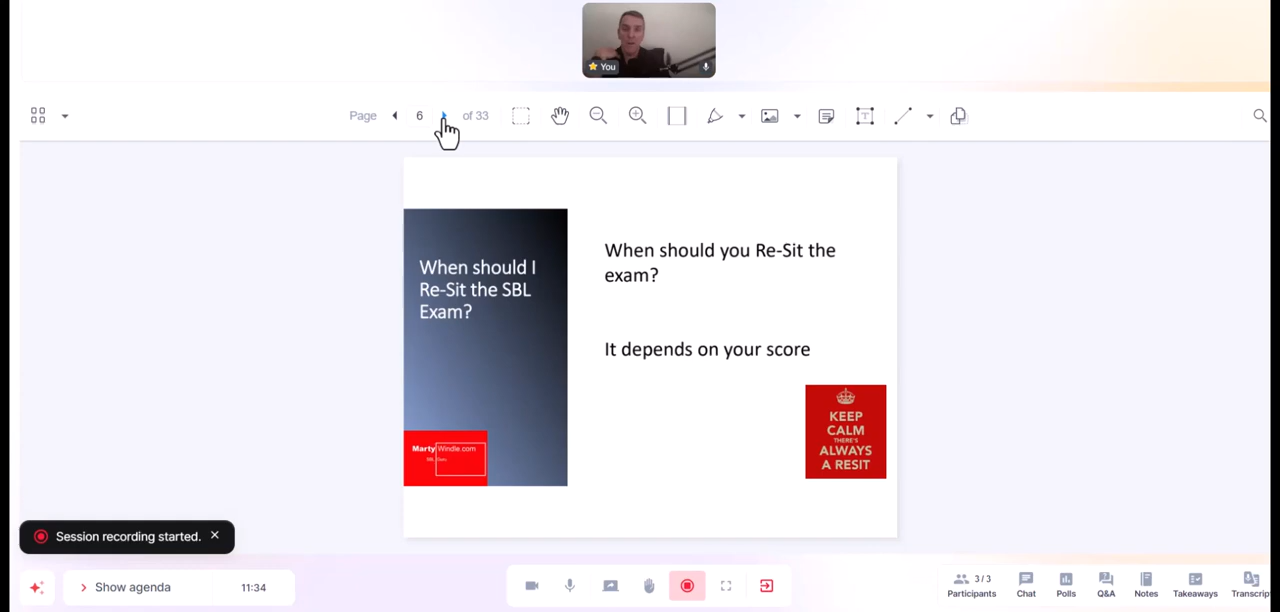 You
Page
6
of 33
When should I
Re-Sit the SBL
Exam?
When should you Re-Sit the
exam?
It depends on your score
KEEP
CALM
THERE'S
ALWAYS
A RESIT
MartyWindle.com
Session recording started.
Show agenda
11:34
3/3
Participants
Chat
Polls
Q&A
Notes
Takeaways
Transcrip